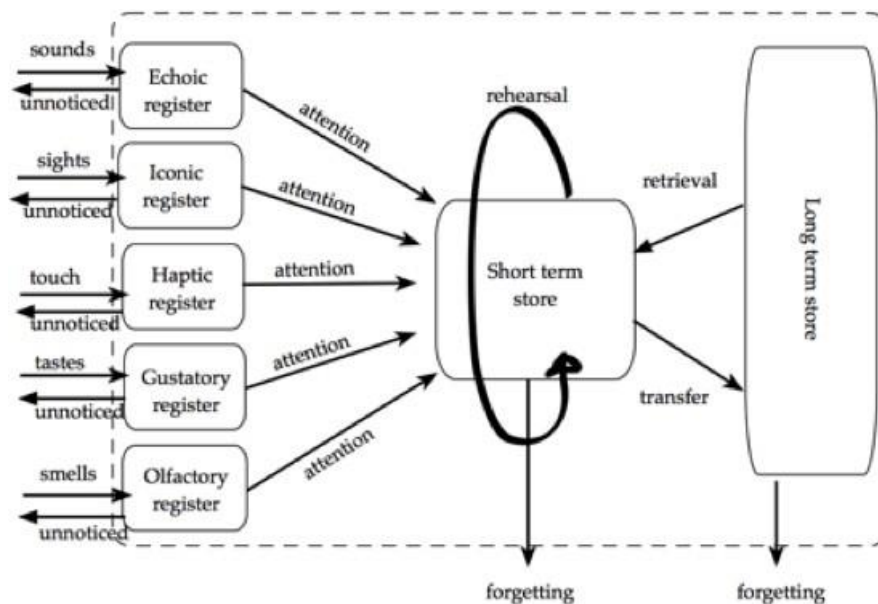 sounds
unnoticed
Echoic
register
attention
sights
unnoticed
Iconic
register
attention
touch
unnoticed
Haptic
register
attention
tastes
unnoticed
Gustatory
register
attention
smells
unnoticed
Olfactory
register
attention
rehearsal
Short term
store
retrieval
transfer
Long term store
forgetting
forgetting